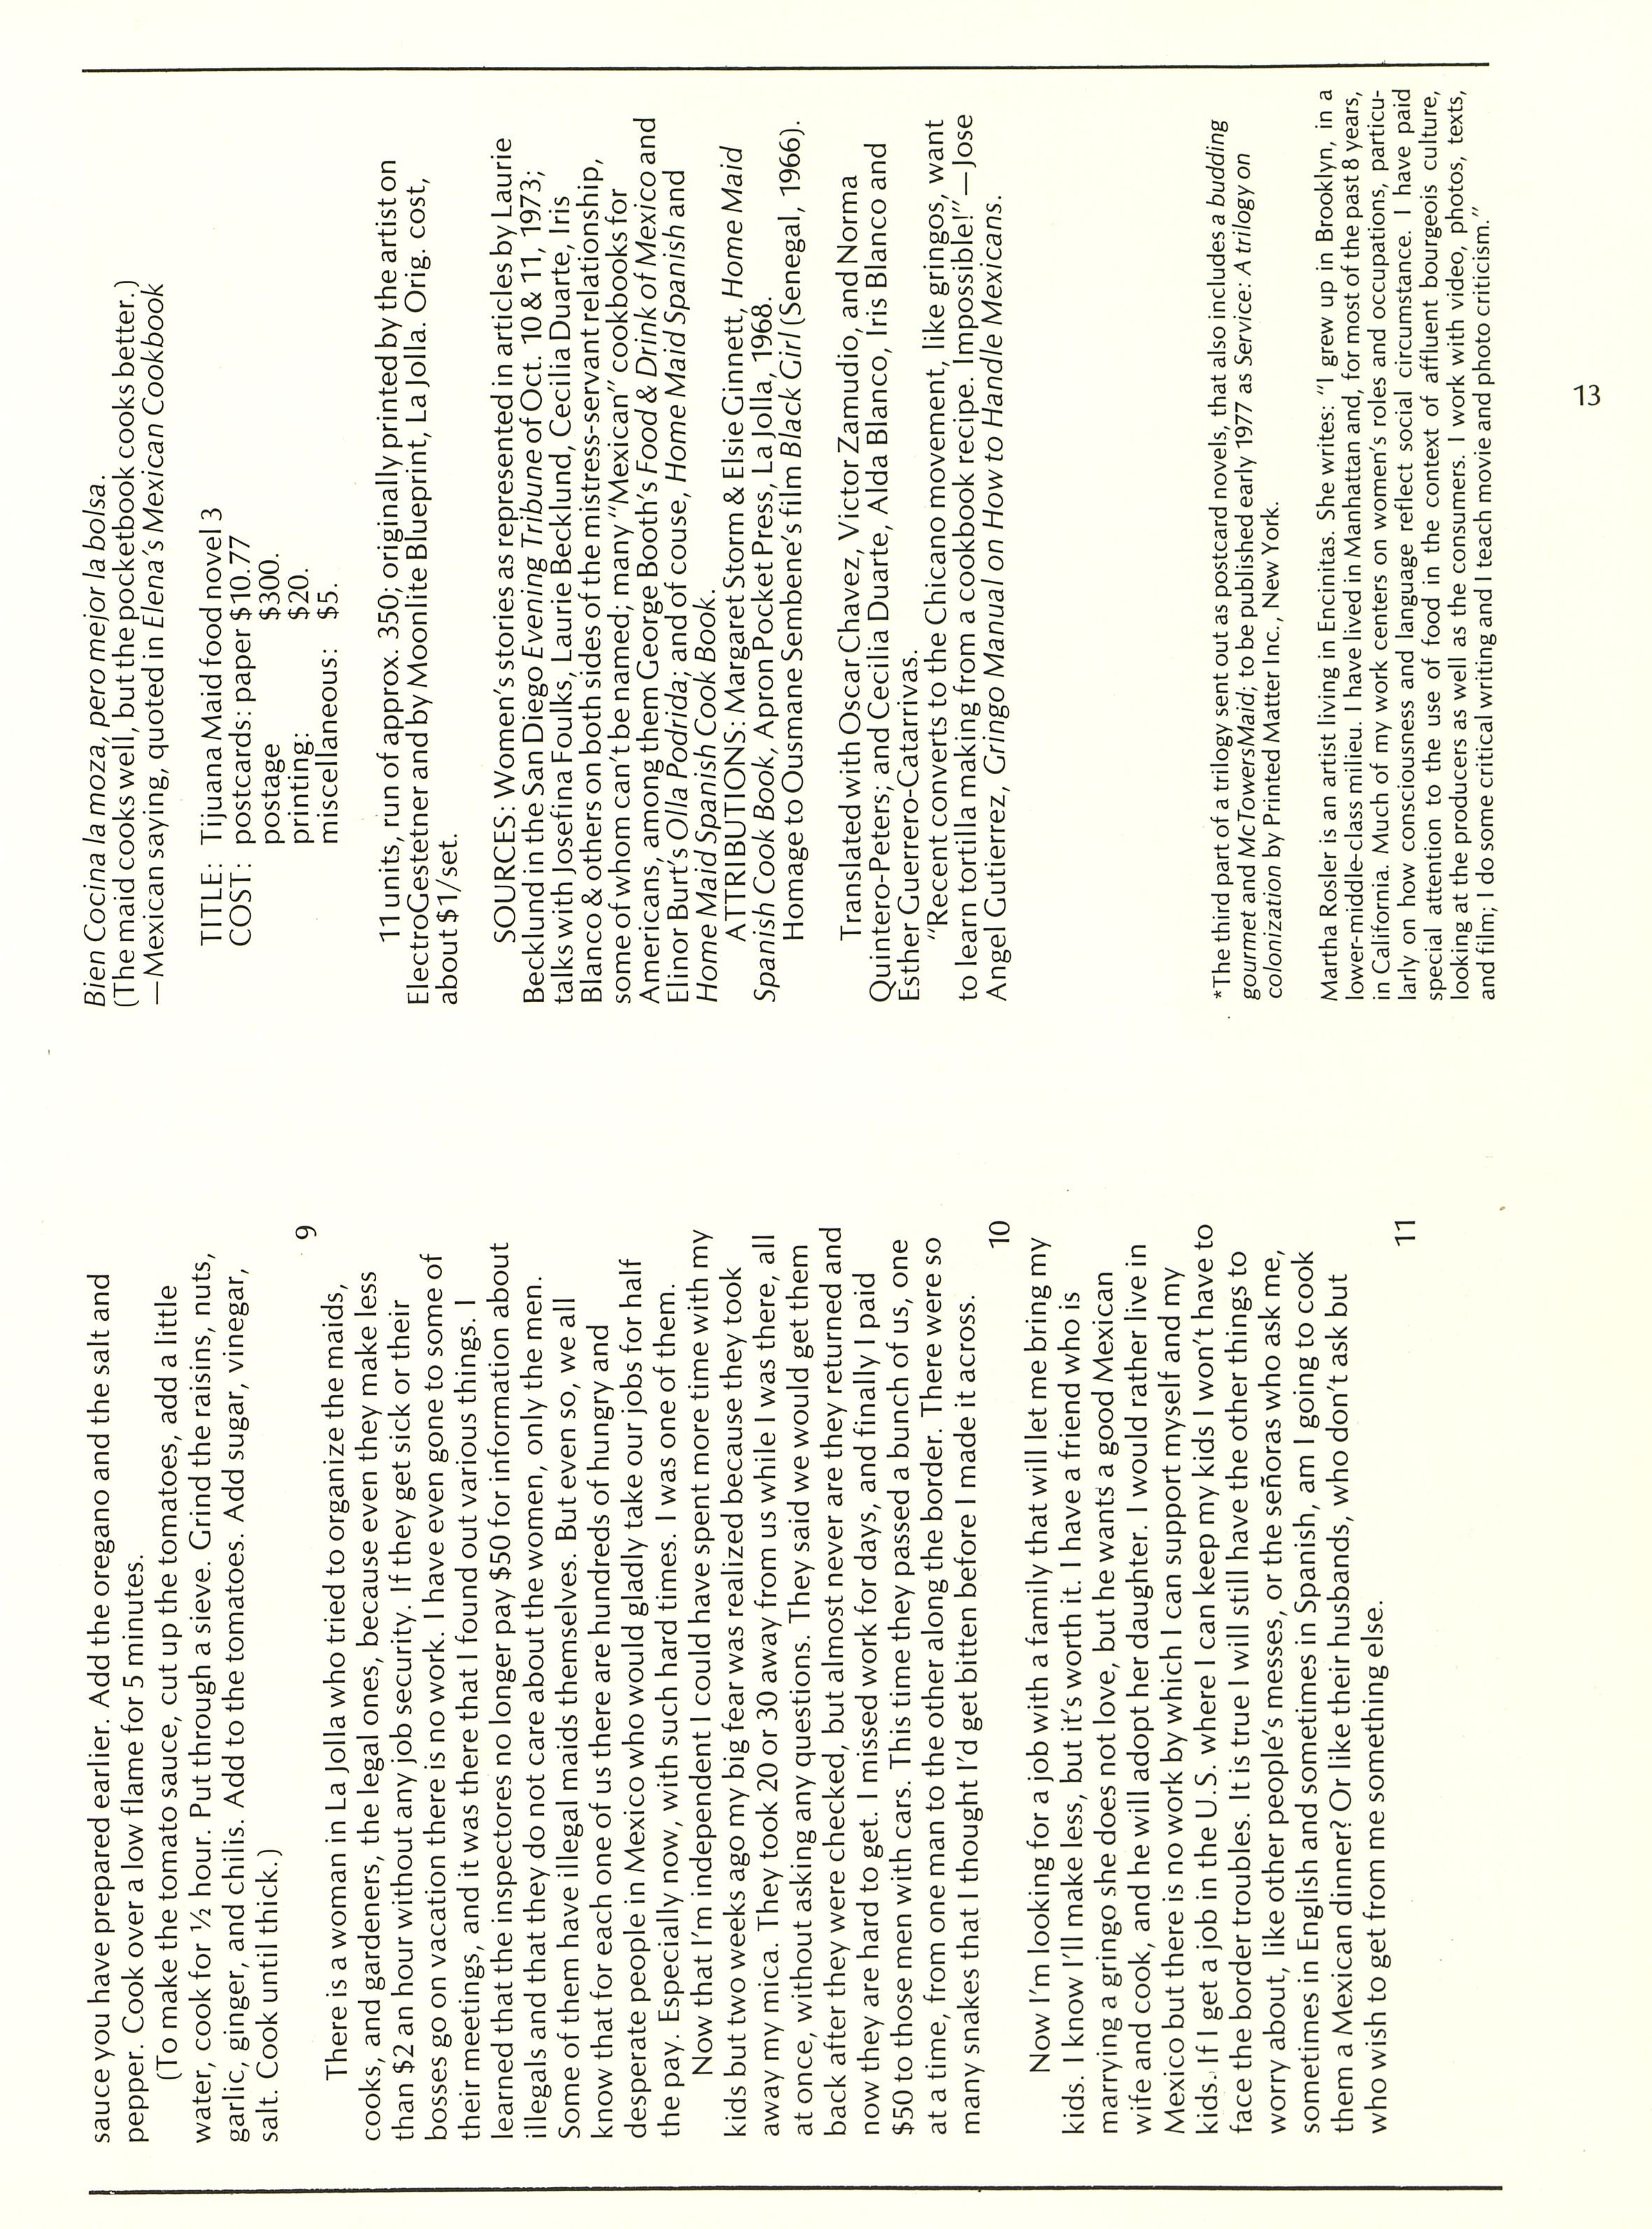 sauce you have prepared earlier. Add the oregano and the salt and
pepper. Cook over a low flame for 5 minutes.
(To make the tomato sauce, cut up the tomatoes, add a little
water, cook for ½ hour. Put through a sieve. Grind the raisins, nuts,
garlic, ginger, and chilis. Add to the tomatoes. Add sugar, vinegar,
salt. Cook until thick.)
9
There is a woman in La Jolla who tried to organize the maids,
cooks, and gardeners, the legal ones, because even they make less
than $2 an hour without any job security. If they get sick or their
bosses go on vacation there is no work. I have even gone to some of
their meetings, and it was there that I found out various things. I
learned that the inspectores no longer pay $50 for information about
illegals and that they do not care about the women, only the men.
Some of them have illegal maids themselves. But even so, we all
know that for each one of us there are hundreds of hungry and
desperate people in Mexico who would gladly take our jobs for half
the pay. Especially now, with such hard times. I was one of them.
Now that I'm independent I could have spent more time with my
kids but two weeks ago my big fear was realized because they took
away my mica. They took 20 or 30 away from us while I was there, all
at once, without asking any questions. They said we would get them
back after they were checked, but almost never are they returned and
now they are hard to get. I missed work for days, and finally I paid
$50 to those men with cars. This time they passed a bunch of us, one
at a time, from one man to the other along the border. There were so
many snakes that I thought I'd get bitten before I made it across.
10
Now I'm looking for a job with a family that will let me bring my
kids. I know I'll make less, but it's worth it. I have a friend who is
marrying a gringo she does not love, but he wants a good Mexican
wife and cook, and he will adopt her daughter. I would rather live in
Mexico but there is no work by which I can support myself and my
kids. If I get a job in the U.S. where I can keep my kids I won't have to
face the border troubles. It is true I will still have the other things to
worry about, like other people's messes, or the señoras who ask me,
sometimes in English and sometimes in Spanish, am I going to cook
them a Mexican dinner? Or like their husbands, who don't ask but
who wish to get from me something else.
11
Bien Cocina la moza, pero mejor la bolsa.
(The maid cooks well, but the pocketbook cooks better.)
—Mexican saying, quoted in Elena's Mexican Cookbook
TITLE: Tijuana Maid food novel 3
COST: postcards: paper $10.77
postage $300.
printing: $20.
miscellaneous: $5.
11 units, run of approx. 350; originally printed by the artist on
ElectroGestetner and by Moonlite Blueprint, La Jolla. Orig. cost,
about $1/set.
SOURCES: Women's stories as represented in articles by Laurie
Becklund in the San Diego Evening Tribune of Oct. 10 & 11, 1973;
talks with Josefina Foulks, Laurie Becklund, Cecilia Duarte, Iris
Blanco & others on both sides of the mistress-servant relationship,
some of whom can't be named; many "Mexican" cookbooks for
Americans, among them George Booth's Food & Drink of Mexico and
Elinor Burt's Olla Podrida; and of couse, Home Maid Spanish and
Home Maid Spanish Cook Book.
ATTRIBUTIONS: Margaret Storm & Elsie Ginnett, Home Maid
Spanish Cook Book, Apron Pocket Press, La Jolla, 1968.
Homage to Ousmane Sembene's film Black Girl (Senegal, 1966).
Translated with Oscar Chavez, Victor Zamudio, and Norma
Quintero-Peters; and Cecilia Duarte, Alda Blanco, Iris Blanco and
Esther Guerrero-Catarrivas.
"Recent converts to the Chicano movement, like gringos, want
to learn tortilla making from a cookbook recipe. Impossible!"—Jose
Angel Gutierrez, Gringo Manual on How to Handle Mexicans.
*The third part of a trilogy sent out as postcard novels, that also includes a budding
gourmet and McTowersMaid; to be published early 1977 as Service: A trilogy on
colonization by Printed Matter Inc., New York.
Martha Rosler is an artist living in Encinitas. She writes: "I grew up in Brooklyn, in a
lower-middle-class milieu. I have lived in Manhattan and, for most of the past 8 years,
in California. Much of my work centers on women's roles and occupations, particu-
larly on how consciousness and language reflect social circumstance. I have paid
special attention to the use of food in the context of affluent bourgeois culture,
looking at the producers as well as the consumers. I work with video, photos, texts,
and film; I do some critical writing and I teach movie and photo criticism."
13